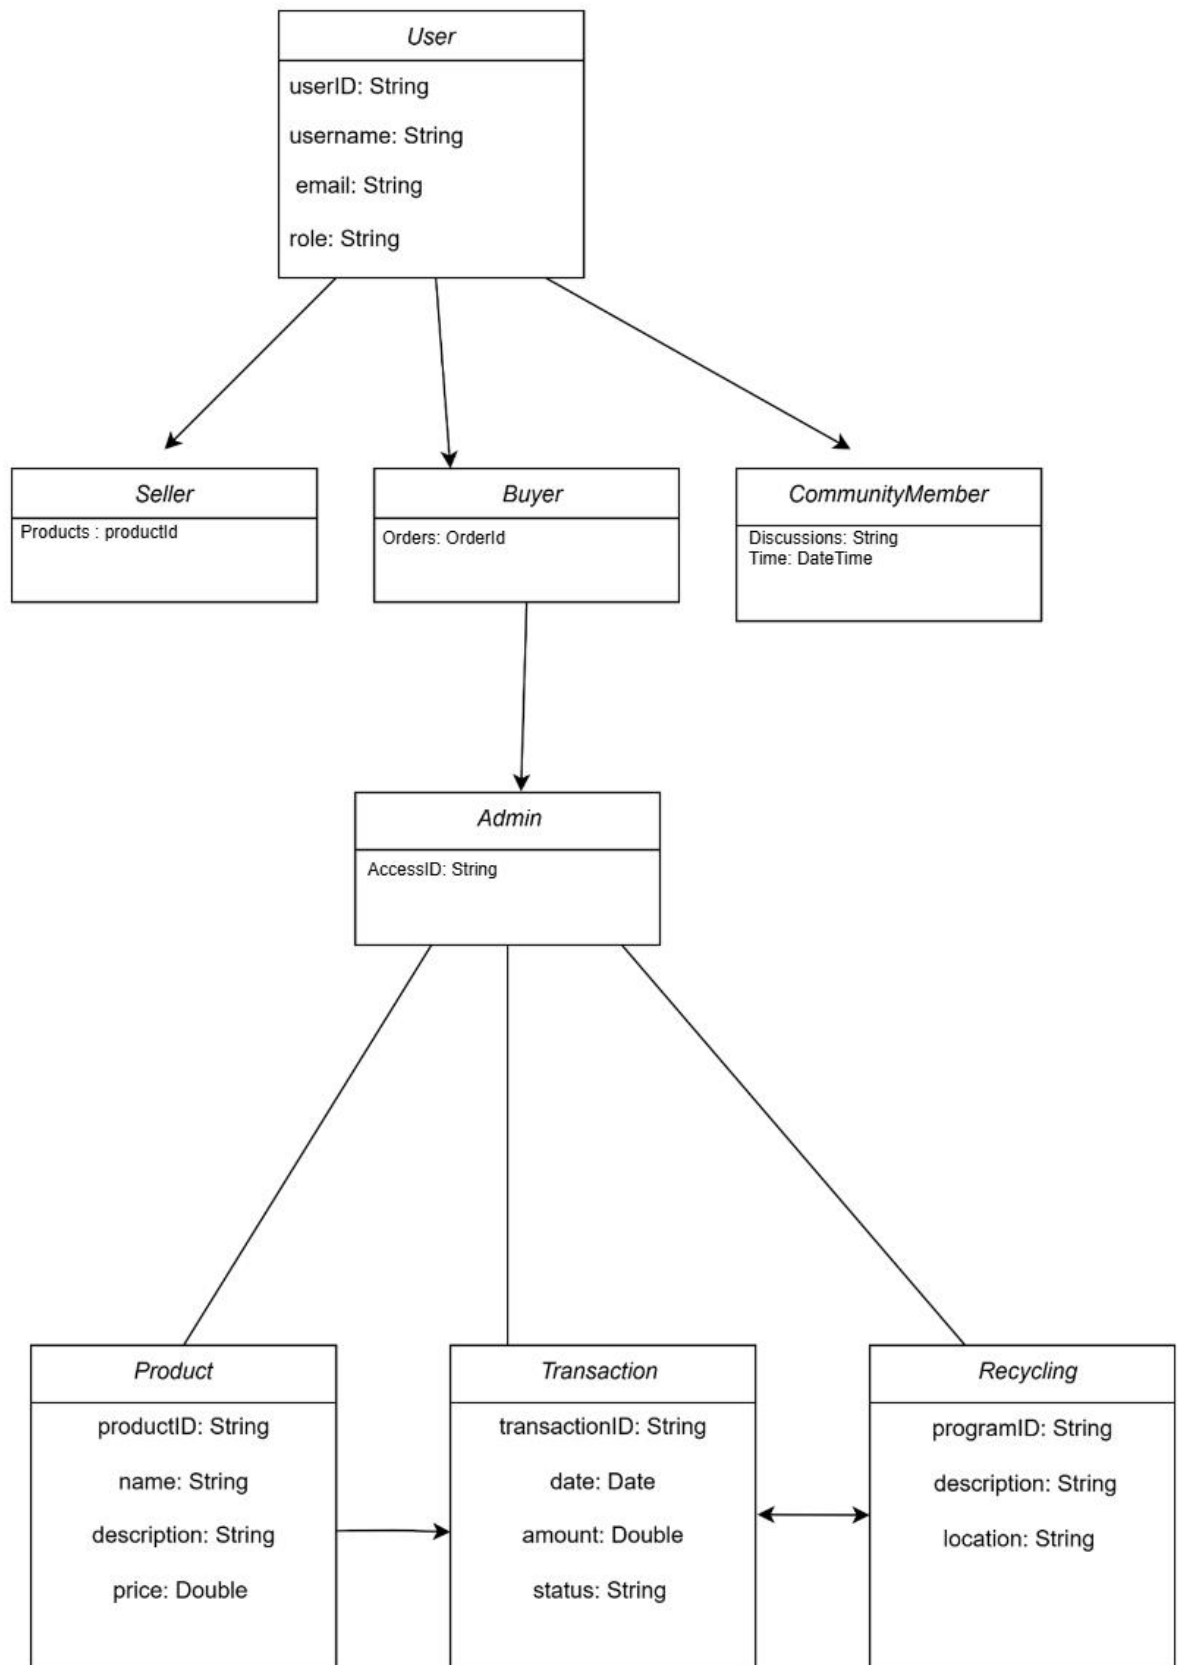 User
userID: String
username: String
email: String
role: String
Seller
Products : productId
Buyer
Orders: OrderId
CommunityMember
Discussions: String
Time: DateTime
Admin
AccessID: String
Product
productID: String
name: String
description: String
price: Double
Transaction
transactionID: String
date: Date
amount: Double
status: String
Recycling
programID: String
description: String
location: String